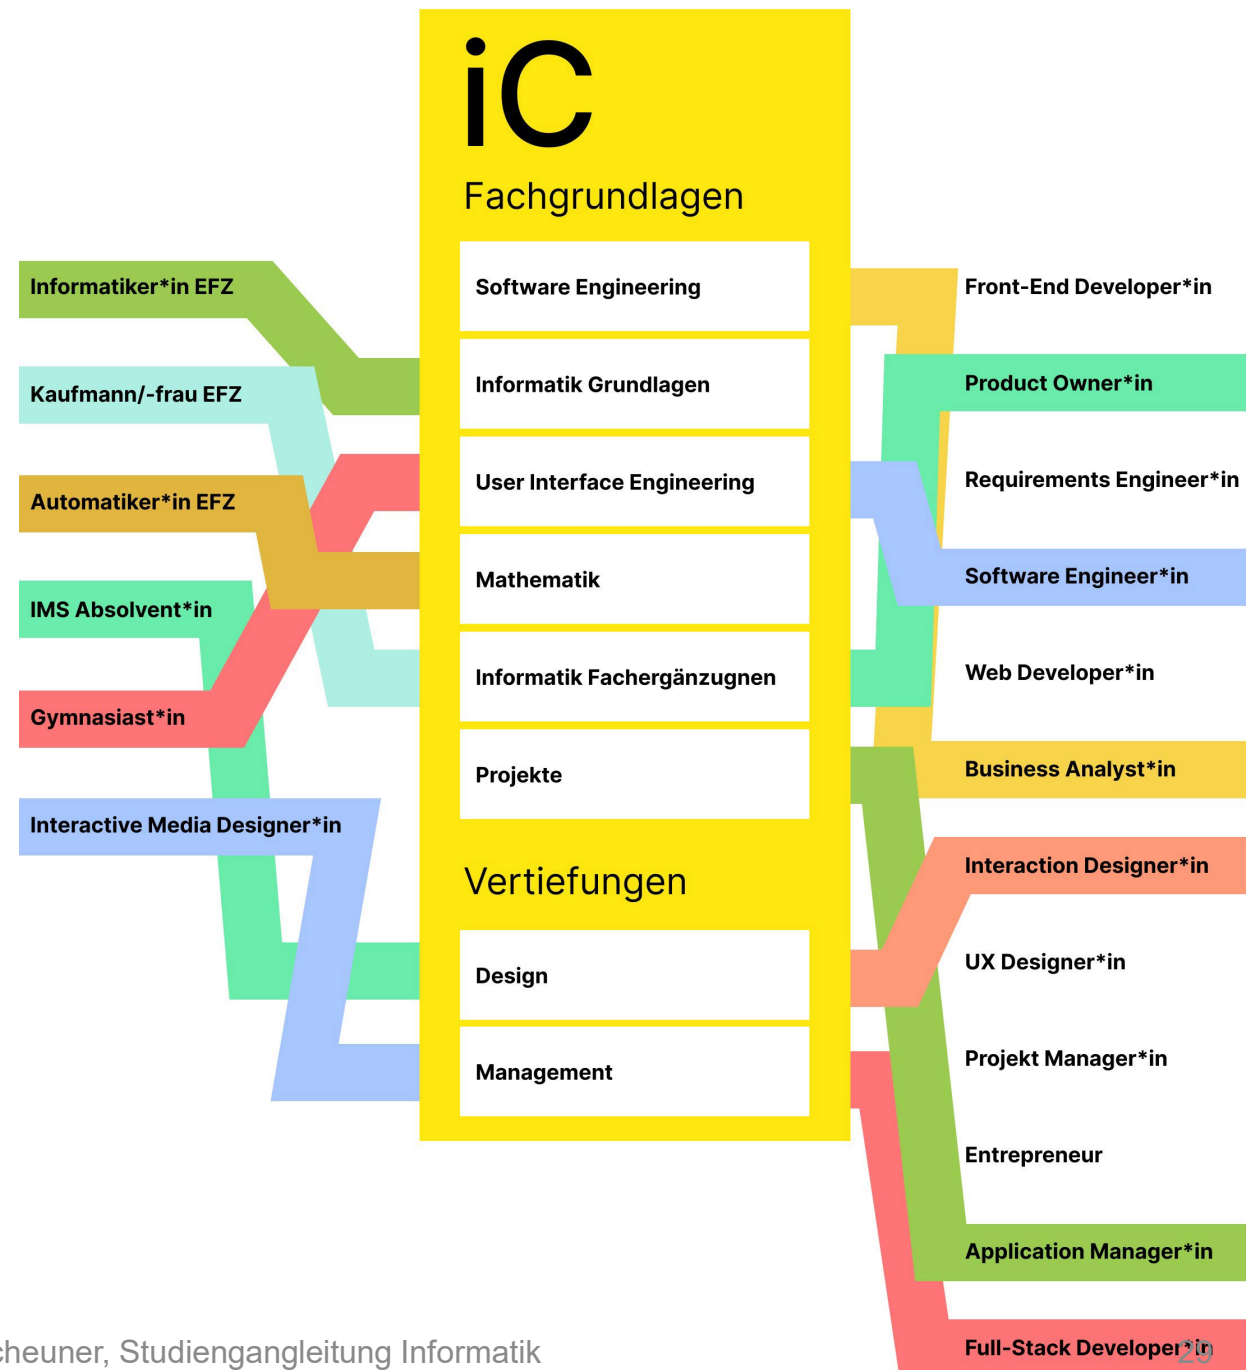 iC
Fachgrundlagen
Informatiker*in EFZ
Kaufmann/-frau EFZ
Automatiker*in EFZ
IMS Absolvent*in
Gymnasiast*in
Interactive Media Designer*in
Software Engineering
Informatik Grundlagen
User Interface Engineering
Mathematik
Informatik Fachergänzugnen
Projekte
Vertiefungen
Design
Management
Front-End Developer*in
Product Owner*in
Requirements Engineer*in
Software Engineer*in
Web Developer*in
Business Analyst*in
Interaction Designer*in
UX Designer*in
Projekt Manager*in
Entrepreneur
Application Manager*in
Full-Stack Developer*in
cheuner, Studiengangleitung Informatik
29